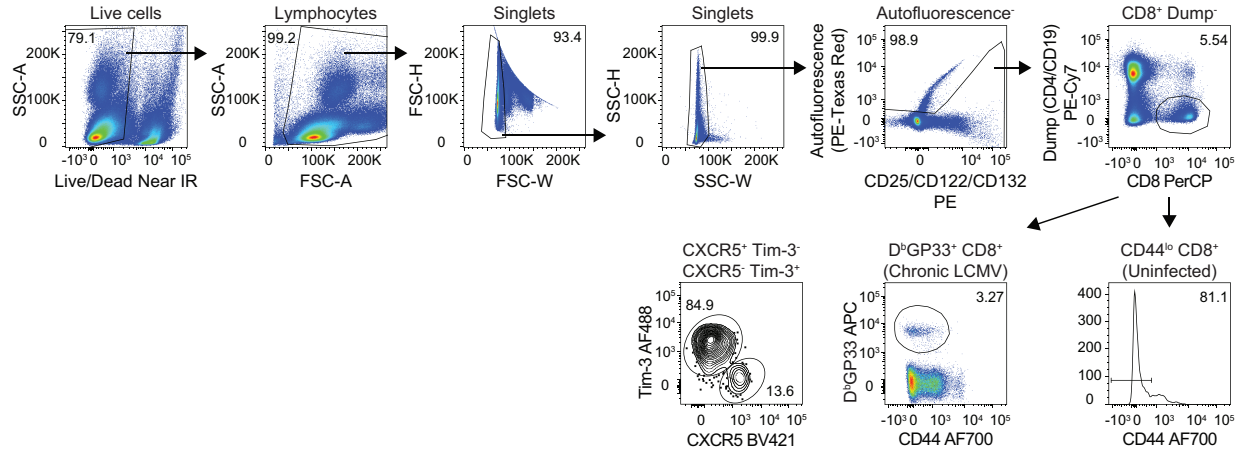 Live cells
79.1
SSC-A
200K
100K
0
-10³ 0 10³ 10⁴ 10⁵
Live/Dead Near IR
Lymphocytes
99.2
SSC-A
200K
100K
0
100K 200K
FSC-A
Singlets
93.4
FSC-H
200K
100K
0
100K 200K
FSC-W
Singlets
99.9
SSC-H
200K
100K
0
100K 200K
SSC-W
Autofluorescence⁻
98.9
Autofluorescence
(PE-Texas Red)
10⁵
10⁴
10³
0
-10³
-10³ 0 10³ 10⁴ 10⁵
CD25/CD122/CD132
PE
CD8⁺ Dump⁻
5.54
Dump (CD4/CD19)
PE-Cy7
10⁵
10⁴
10³
0
-10³
-10³ 0 10³ 10⁴ 10⁵
CD8 PerCP
CXCR5⁺ Tim-3⁻
CXCR5⁻ Tim-3⁺
84.9
13.6
Tim-3 AF488
10⁵
10⁴
10³
0
0 10³ 10⁴ 10⁵
CXCR5 BV421
DᵇGP33⁺ CD8⁺
(Chronic LCMV)
3.27
DᵇGP33 APC
10⁵
10⁴
10³
0
0 10³ 10⁴ 10⁵
CD44 AF700
CD44ˡᵒ CD8⁺
(Uninfected)
81.1
400
300
200
100
0
0 10³ 10⁴ 10⁵
CD44 AF700